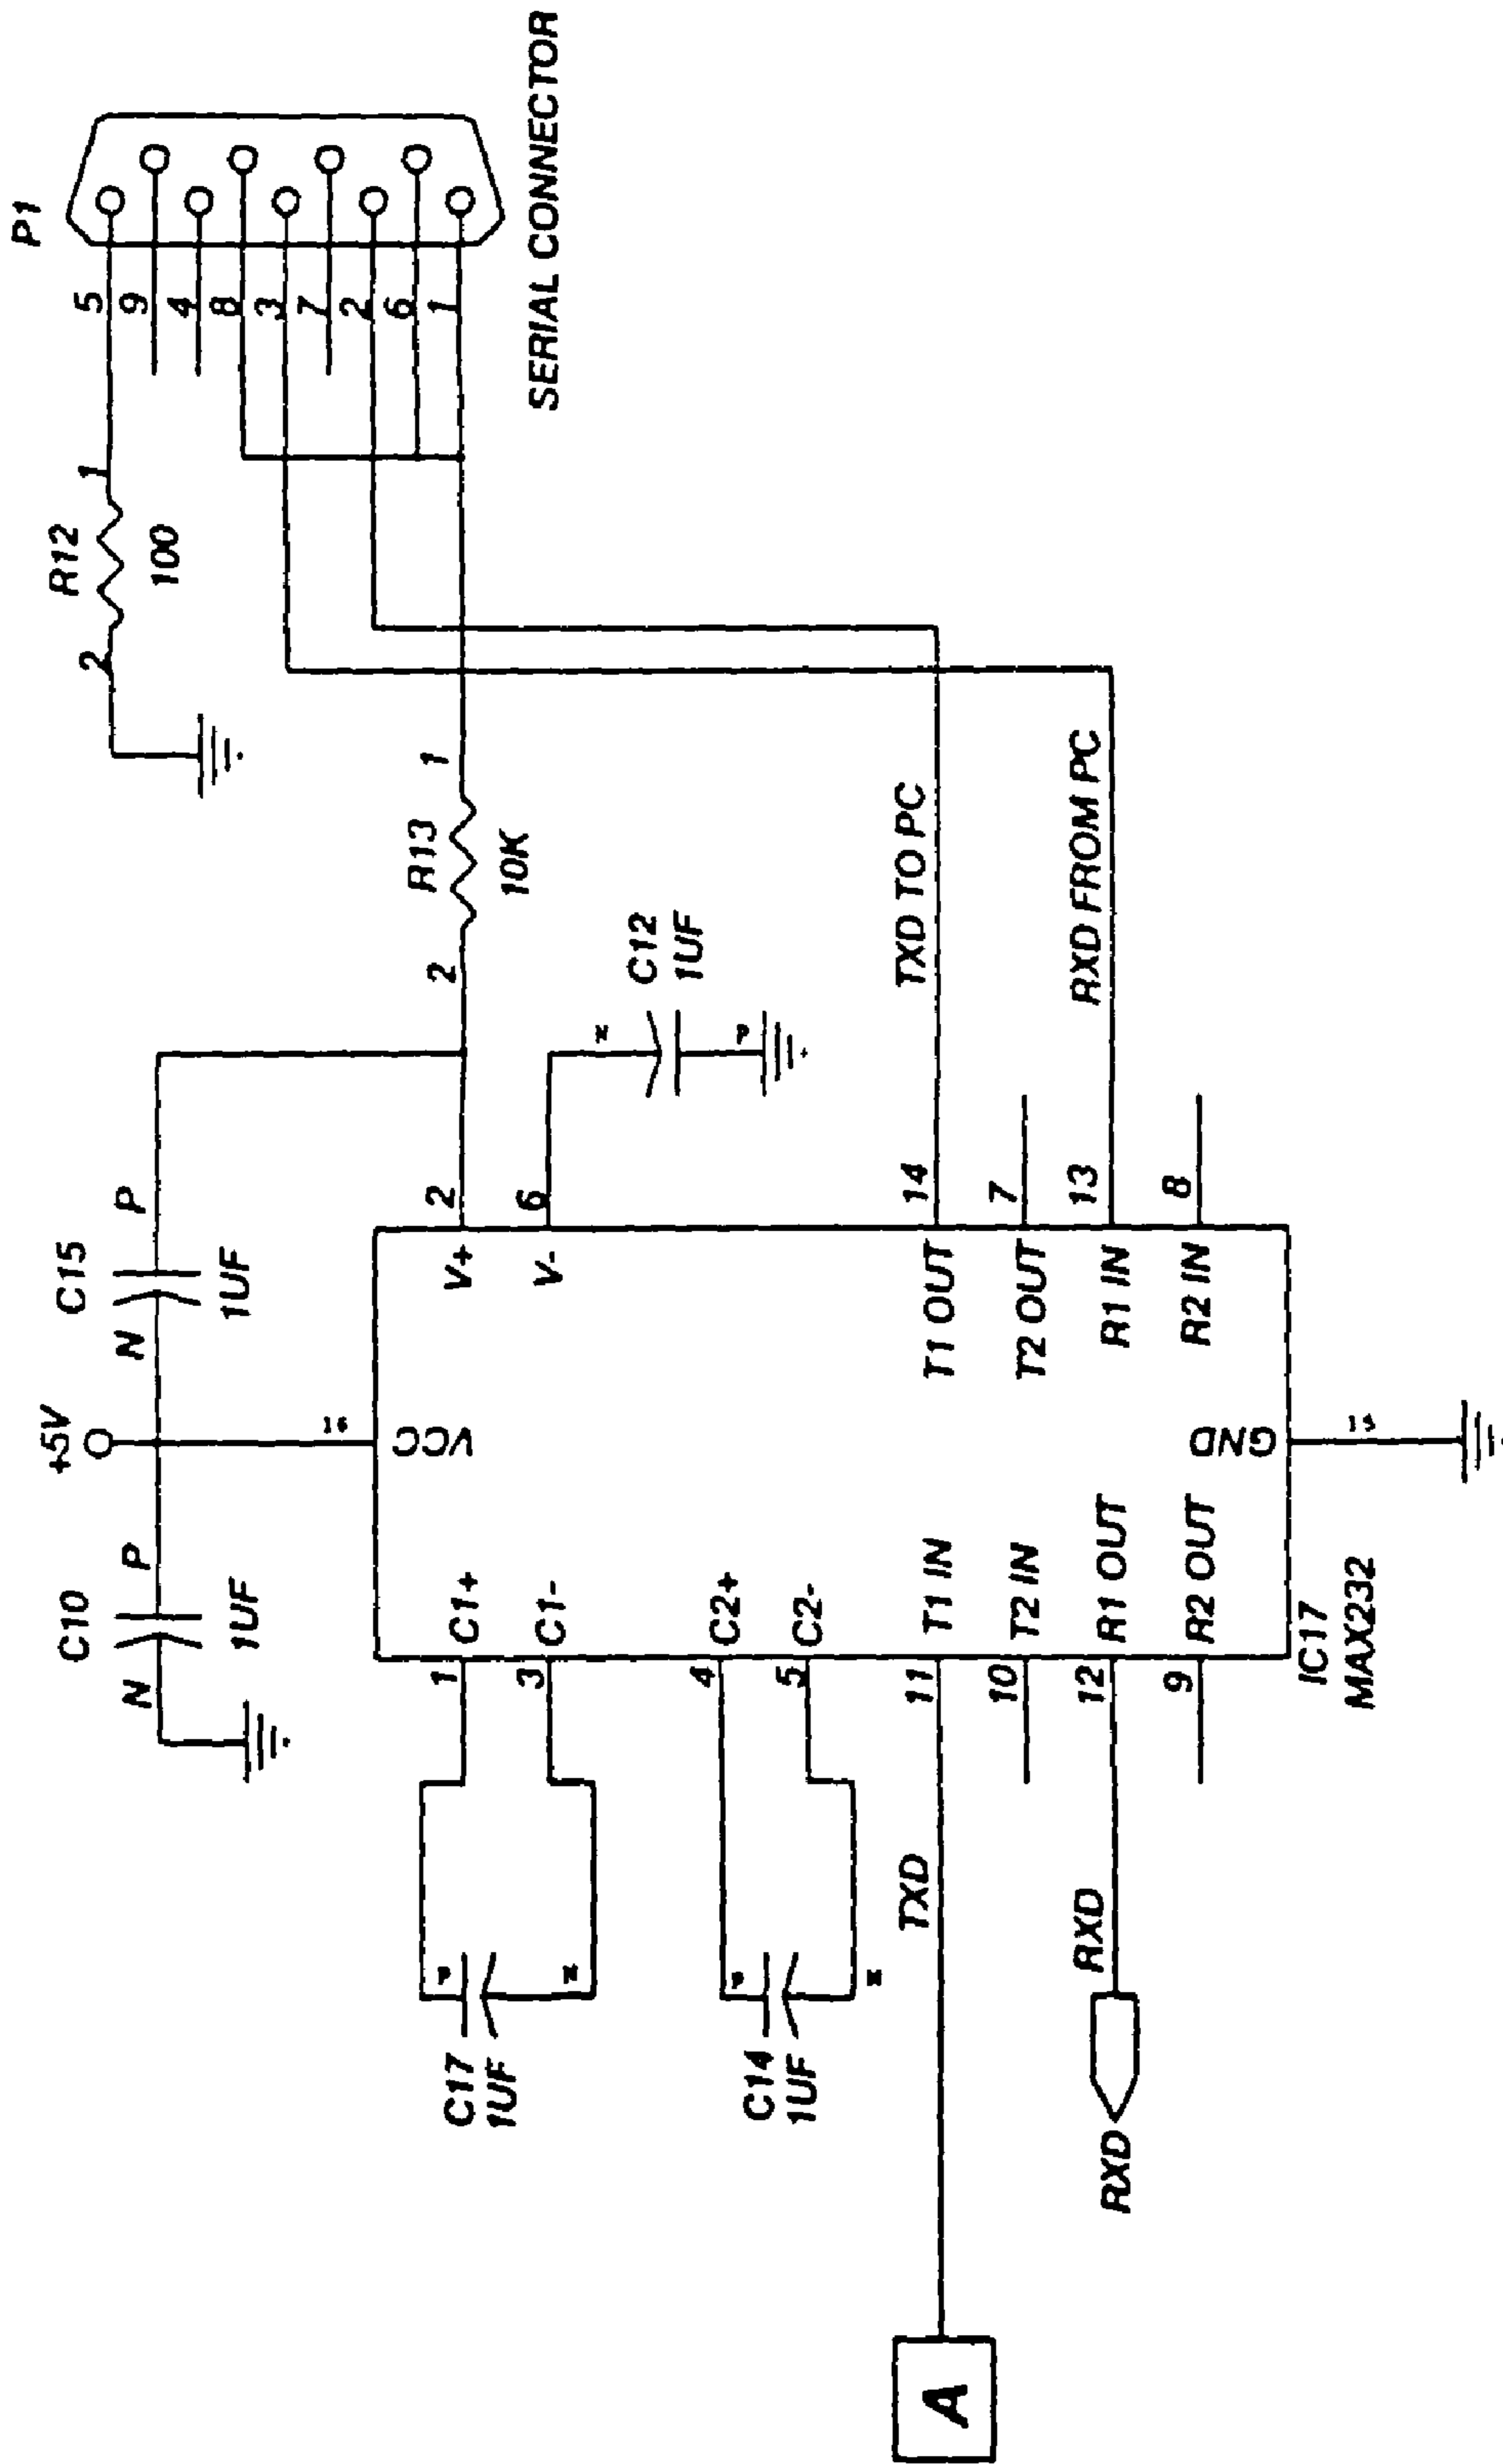 P1
5
9
4
8
3
7
2
6
1
SERIAL CONNECTOR
1
R12
100
2
1
R13
10K
2
C12
1UF
TXD TO PC
RXD FROM PC
+5V
C10
N
P
1UF
C15
N
P
1UF
16
VCC
1
C1+
3
C1-
4
C2+
5
C2-
11
T1 IN
10
T2 IN
12
R1 OUT
9
R2 OUT
V+
2
V-
6
T1 OUT
14
T2 OUT
7
R1 IN
13
R2 IN
8
GND
IC17
MAX232
C17
1UF
C14
1UF
TXD
RXD
RXD
A